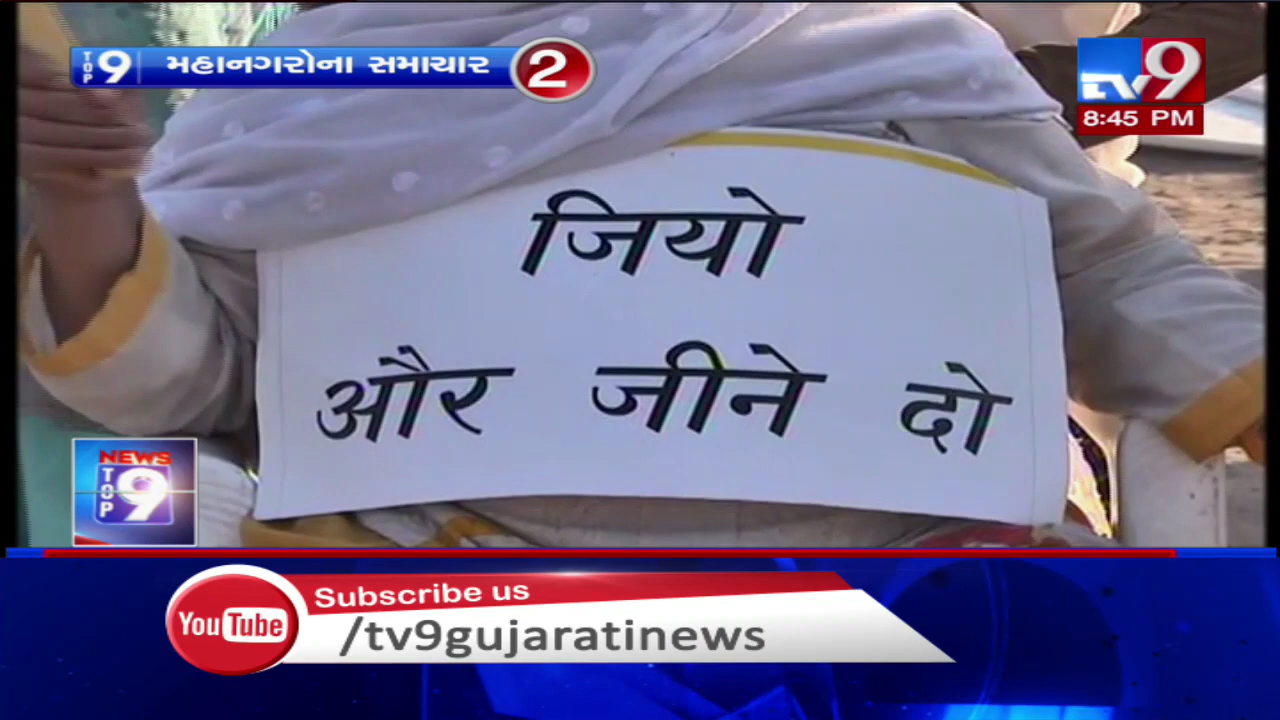 TOP 9 મહાનગરોના સમાચાર 2
TV9
8:45 PM
जियो
और जीने दो
NEWS
TOP
9
Subscribe us
YouTube
/tv9gujaratinews